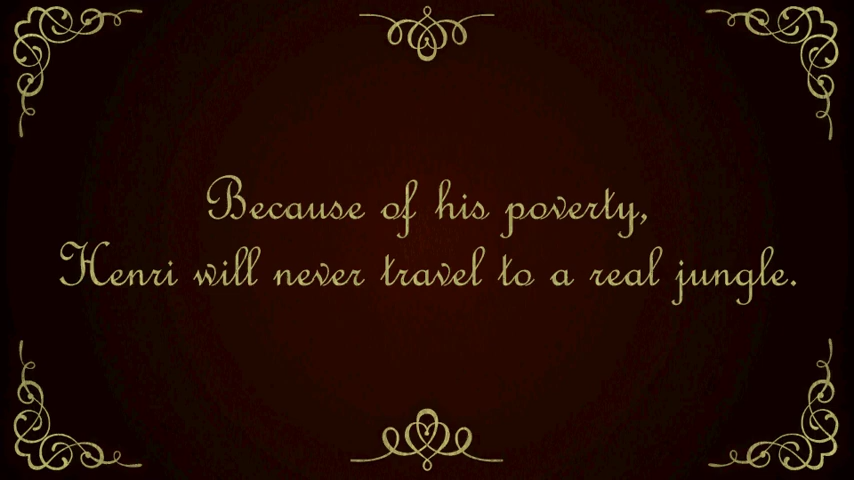 Because of his poverty,
Henri will never travel to a real jungle.